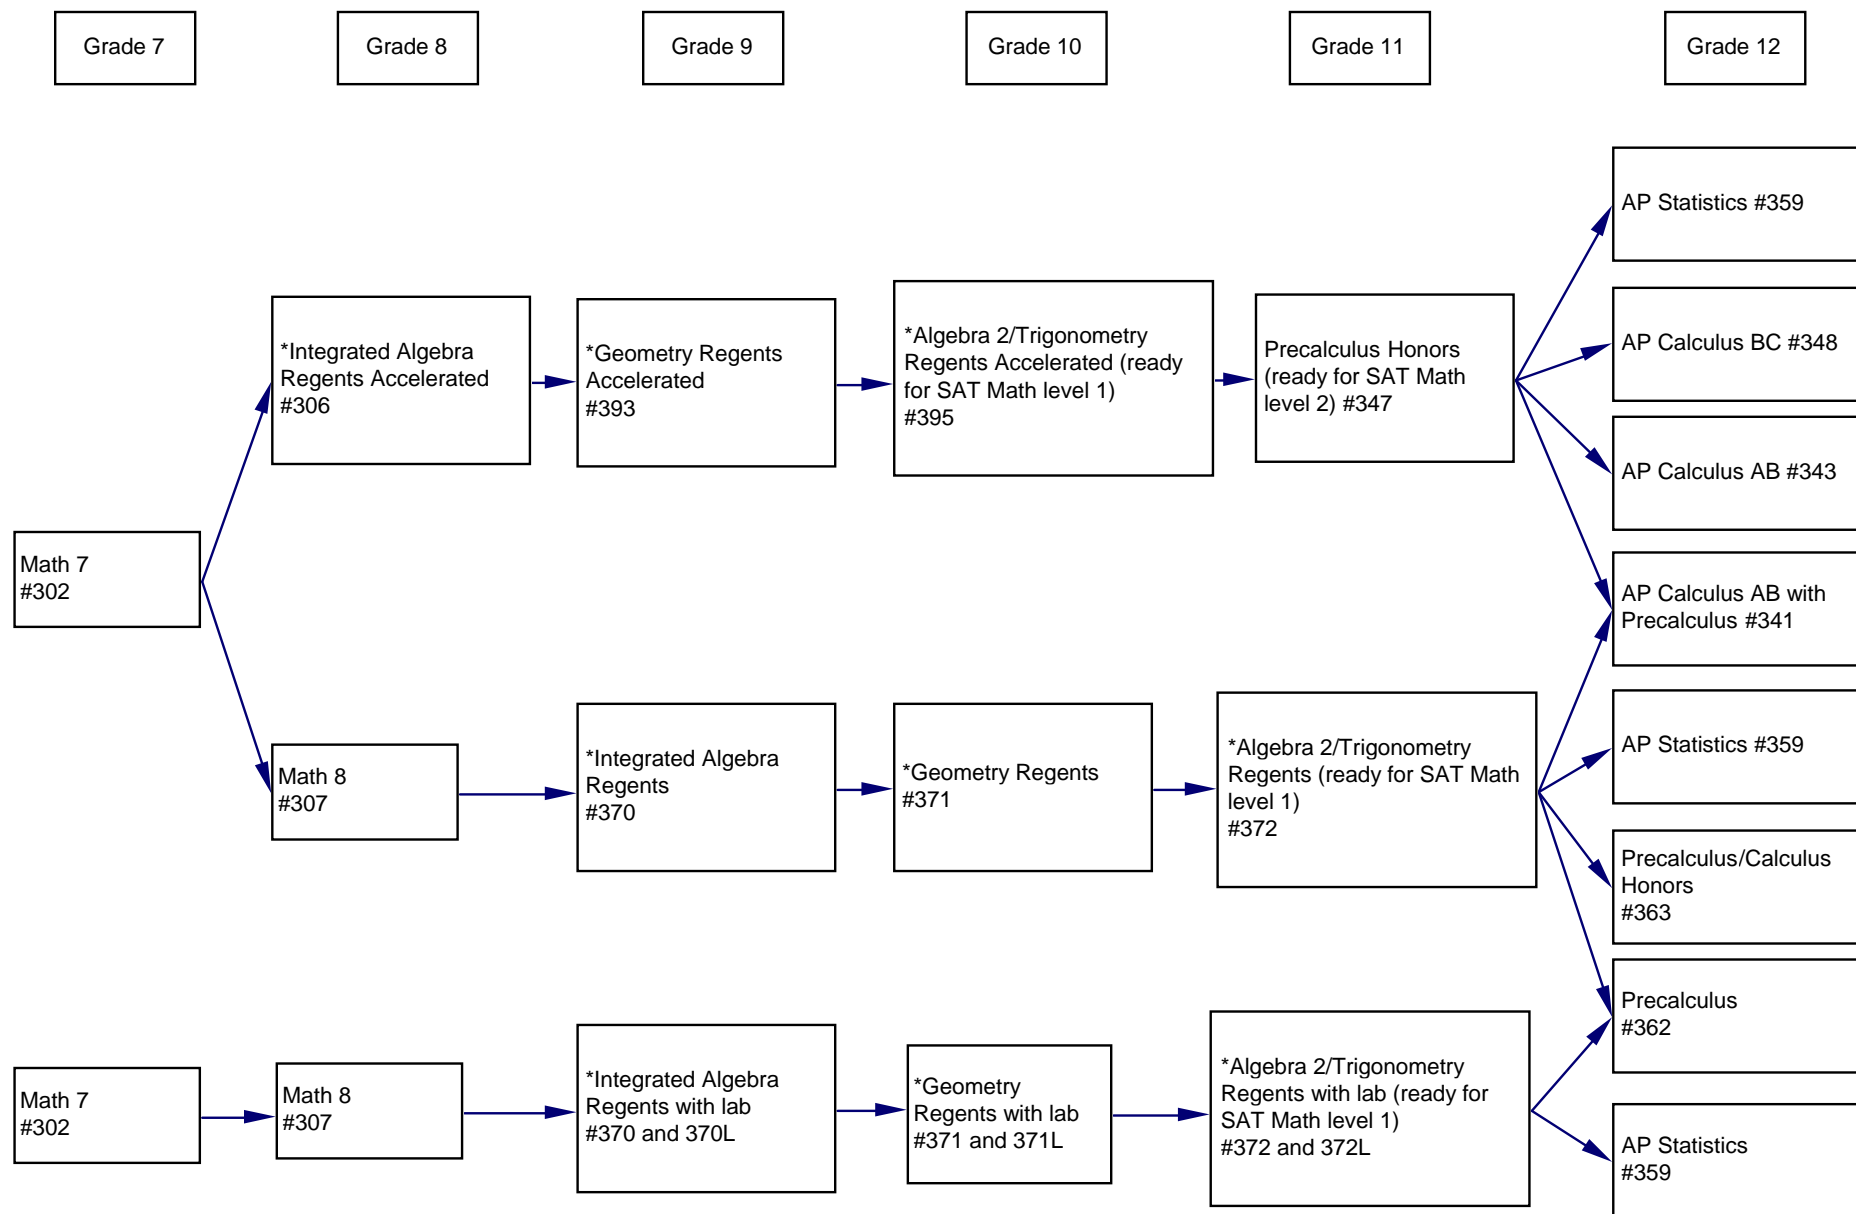 Grade 7
Grade 8
Grade 9
Grade 10
Grade 11
Grade 12
AP Statistics #359
*Integrated Algebra
Regents Accelerated
#306
*Geometry Regents
Accelerated
#393
*Algebra 2/Trigonometry
Regents Accelerated (ready
for SAT Math level 1)
#395
Precalculus Honors
(ready for SAT Math
level 2) #347
AP Calculus BC #348
AP Calculus AB #343
Math 7
#302
AP Calculus AB with
Precalculus #341
Math 8
#307
*Integrated Algebra
Regents
#370
*Geometry Regents
#371
*Algebra 2/Trigonometry
Regents (ready for SAT Math
level 1)
#372
AP Statistics #359
Precalculus/Calculus
Honors
#363
Precalculus
#362
Math 7
#302
Math 8
#307
*Integrated Algebra
Regents with lab
#370 and 370L
*Geometry
Regents with lab
#371 and 371L
*Algebra 2/Trigonometry
Regents with lab (ready for
SAT Math level 1)
#372 and 372L
AP Statistics
#359